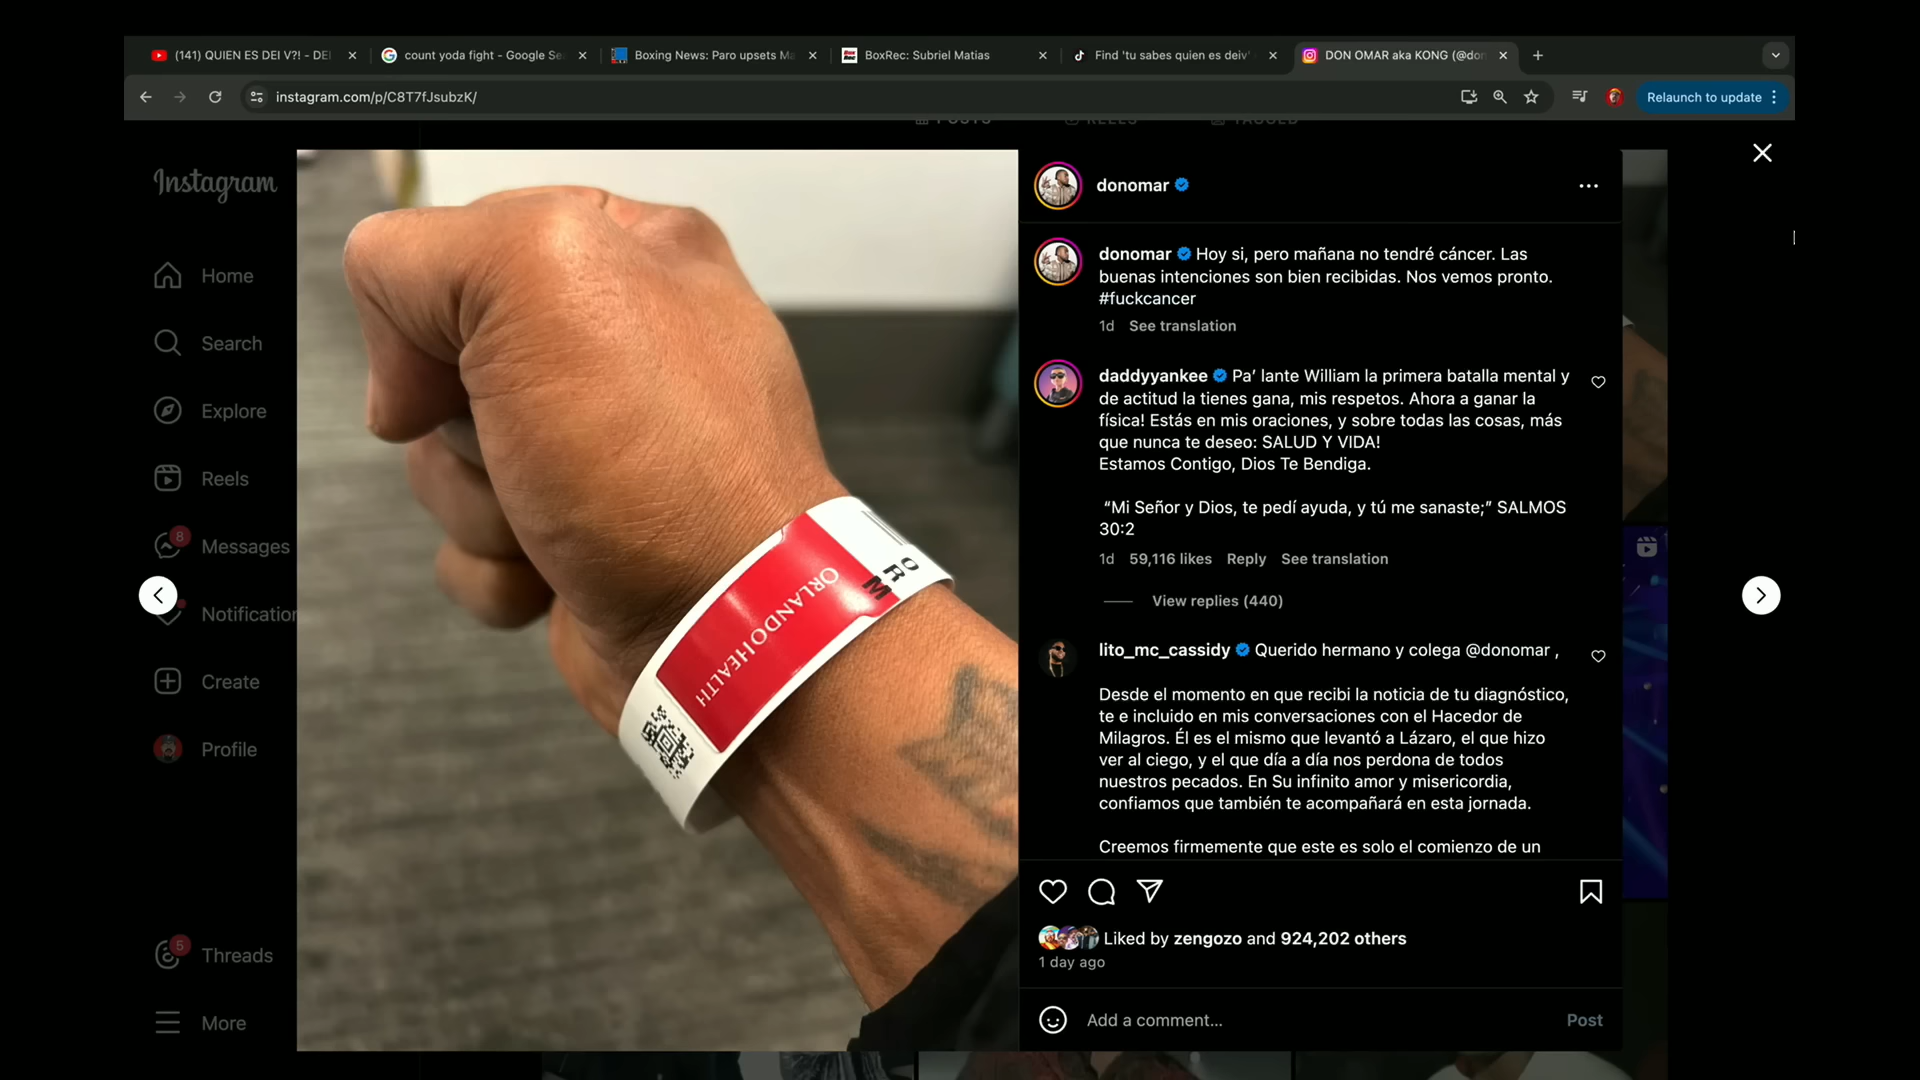 (141) QUIEN ES DEI V?! - DEI
count yoda fight - Google Se
Boxing News: Paro upsets Ma
BoxRec: Subriel Matias
Find 'tu sabes quien es deiv'
DON OMAR aka KONG (@don
instagram.com/p/C8T7fJsubzK/
Relaunch to update
POSTS
REELS
TAGGED
Instagram
Home
Search
Explore
Reels
8
Messages
Notification
Create
Profile
5
Threads
More
ORLANDO HEALTH
O
R
M
donomar
donomar Hoy si, pero mañana no tendré cáncer. Las
buenas intenciones son bien recibidas. Nos vemos pronto.
#fuckcancer
1d See translation
daddyyankee Pa’ lante William la primera batalla mental y
de actitud la tienes gana, mis respetos. Ahora a ganar la
física! Estás en mis oraciones, y sobre todas las cosas, más
que nunca te deseo: SALUD Y VIDA!
Estamos Contigo, Dios Te Bendiga.
“Mi Señor y Dios, te pedí ayuda, y tú me sanaste;” SALMOS
30:2
1d 59,116 likes Reply See translation
View replies (440)
lito_mc_cassidy Querido hermano y colega @donomar ,
Desde el momento en que recibi la noticia de tu diagnóstico,
te e incluido en mis conversaciones con el Hacedor de
Milagros. Él es el mismo que levantó a Lázaro, el que hizo
ver al ciego, y el que día a día nos perdona de todos
nuestros pecados. En Su infinito amor y misericordia,
confiamos que también te acompañará en esta jornada.
Creemos firmemente que este es solo el comienzo de un
Liked by zengozo and 924,202 others
1 day ago
Add a comment...
Post